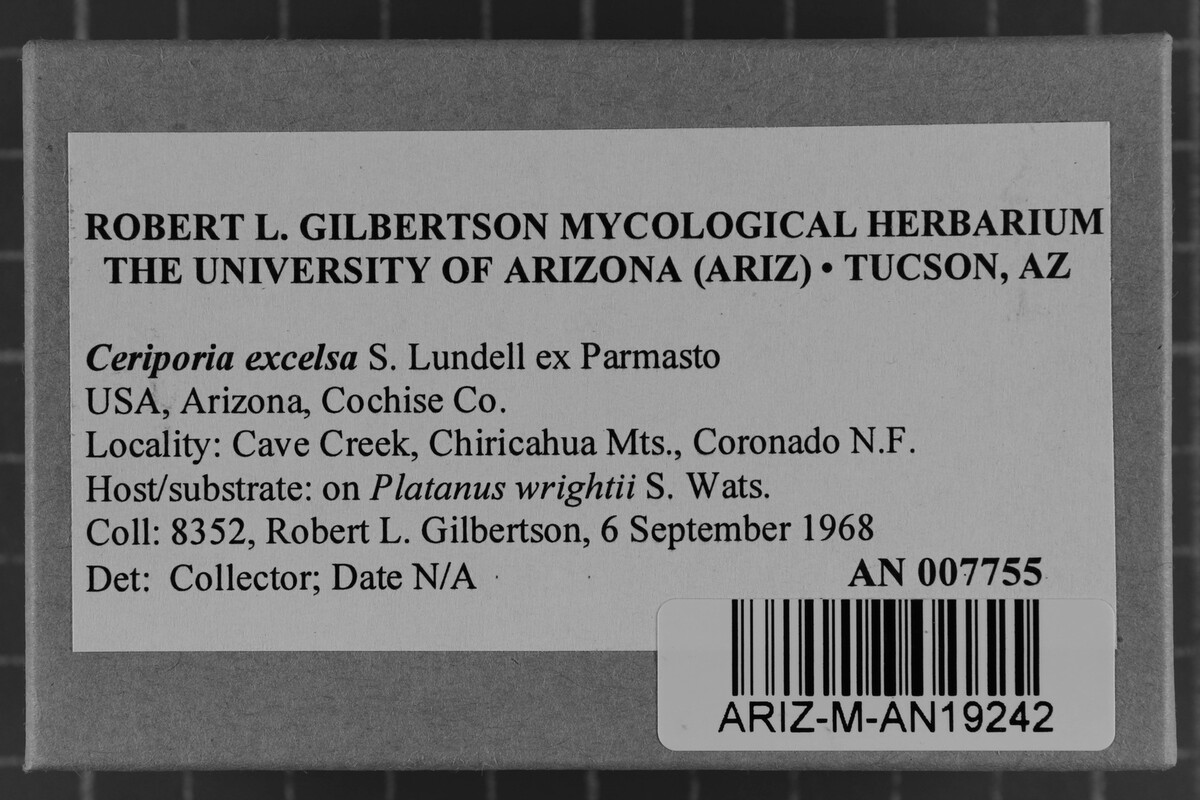 ROBERT L. GILBERTSON MYCOLOGICAL HERBARIUM
THE UNIVERSITY OF ARIZONA (ARIZ) • TUCSON, AZ
Ceriporia excelsa S. Lundell ex Parmasto
USA, Arizona, Cochise Co.
Locality: Cave Creek, Chiricahua Mts., Coronado N.F.
Host/substrate: on Platanus wrightii S. Wats.
Coll: 8352, Robert L. Gilbertson, 6 September 1968
Det: Collector; Date N/A
AN 007755
ARIZ-M-AN19242